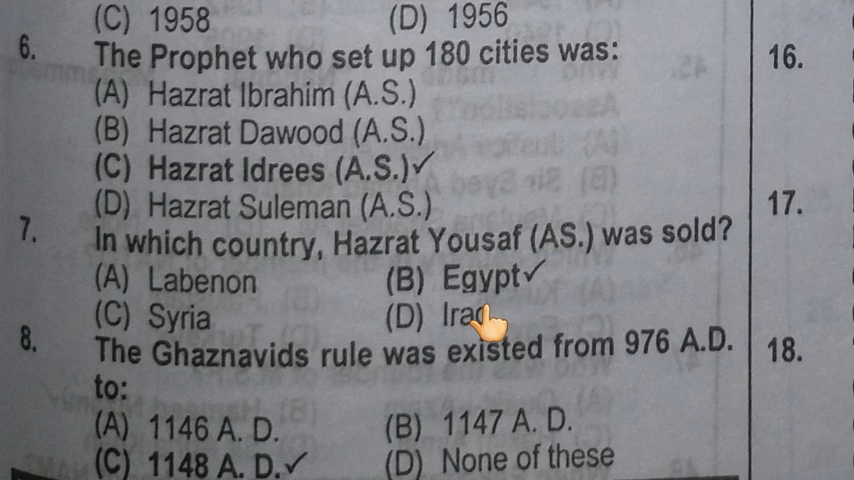 (C) 1958 (D) 1956
6. The Prophet who set up 180 cities was: 16.
(A) Hazrat Ibrahim (A.S.)
(B) Hazrat Dawood (A.S.)
(C) Hazrat Idrees (A.S.)✓
(D) Hazrat Suleman (A.S.) 17.
7. In which country, Hazrat Yousaf (AS.) was sold?
(A) Labenon (B) Egypt✓
(C) Syria (D) Iraq
8. The Ghaznavids rule was existed from 976 A.D. 18.
to:
(A) 1146 A. D. (B) 1147 A. D.
(C) 1148 A. D.✓ (D) None of these